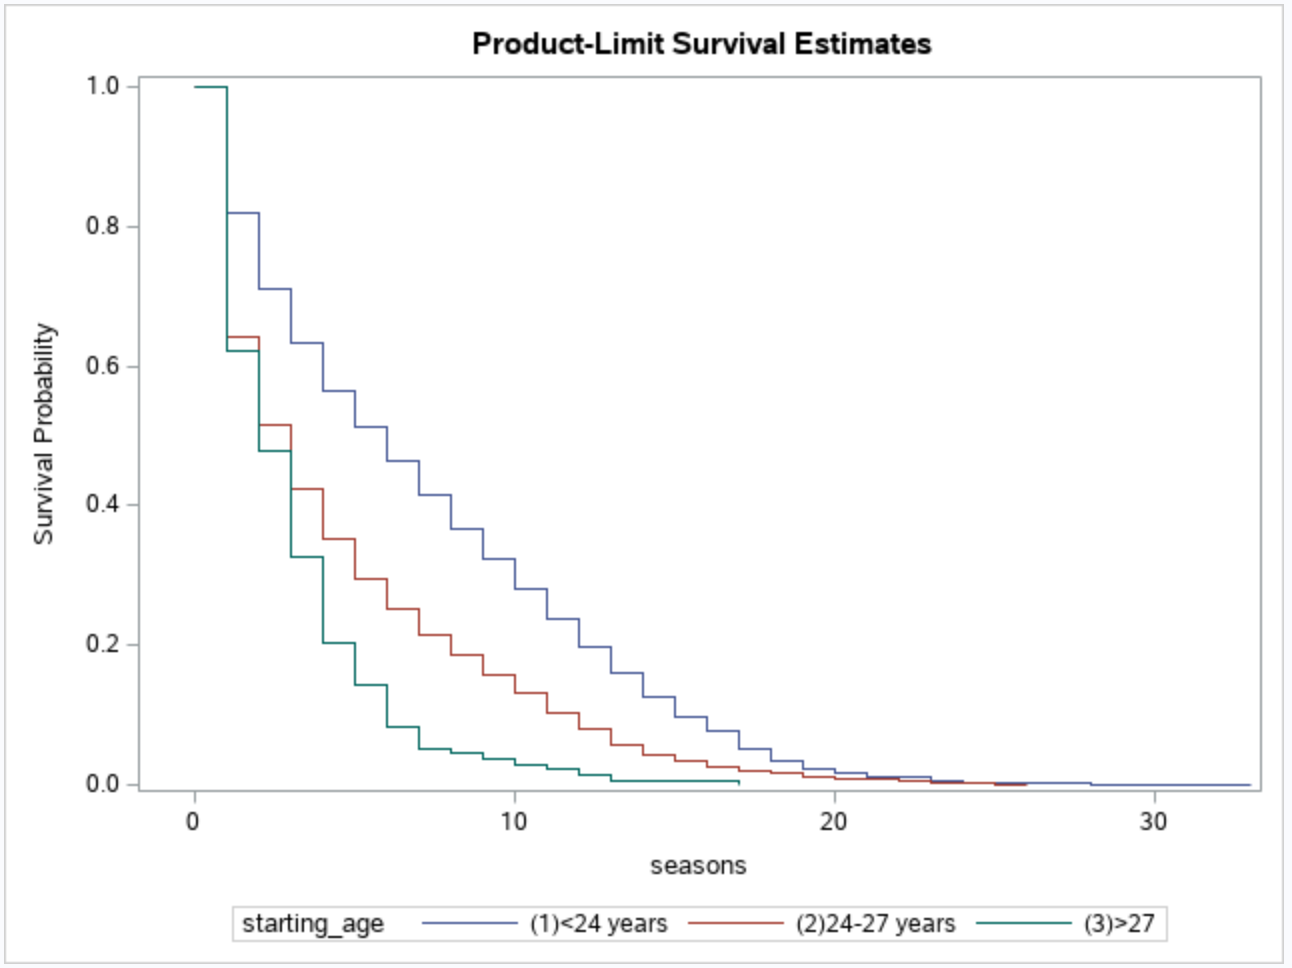 Product-Limit Survival Estimates
1.0
0.8
0.6
0.4
0.2
0.0
Survival Probability
0 10 20 30
seasons
starting_age (1)<24 years (2)24-27 years (3)>27